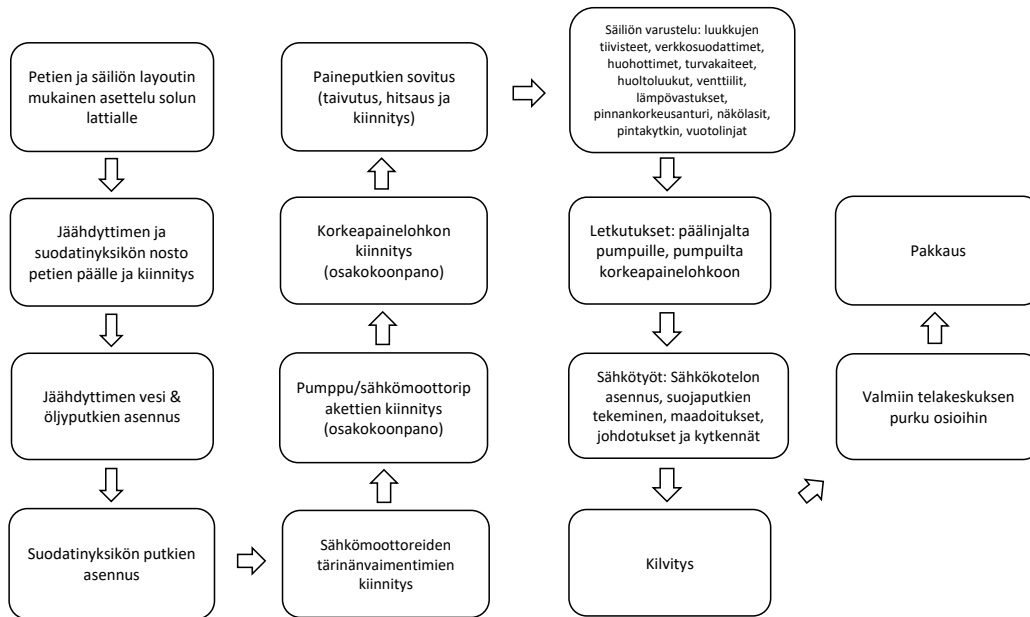 Petien ja säiliön layoutin
mukainen asettelu solun
lattialle
Jäähdyttimen ja
suodatinyksikön nosto
petien päälle ja kiinnitys
Jäähdyttimen vesi &
öljyputkien asennus
Suodatinyksikön putkien
asennus
Sähkömoottoreiden
tärinänvaimentimien
kiinnitys
Pumppu/sähkömoottorip
akettien kiinnitys
(osakokoonpano)
Korkeapainelohkon
kiinnitys
(osakokoonpano)
Paineputkien sovitus
(taivutus, hitsaus ja
kiinnitys)
Säiliön varustelu: luukkujen
tiivisteet, verkkosuodattimet,
huohottimet, turvakaiteet,
huoltoluukut, venttiilit,
lämpövastukset,
pinnankorkeusanturi, näkölasit,
pintakytkin, vuotolinjat
Letkutukset: päälinjalta
pumpuille, pumpuilta
korkeapainelohkoon
Sähkötyöt: Sähkökotelon
asennus, suojaputkien
tekeminen, maadoitukset,
johdotukset ja kytkennät
Kilvitys
Valmiin telakeskuksen
purku osioihin
Pakkaus